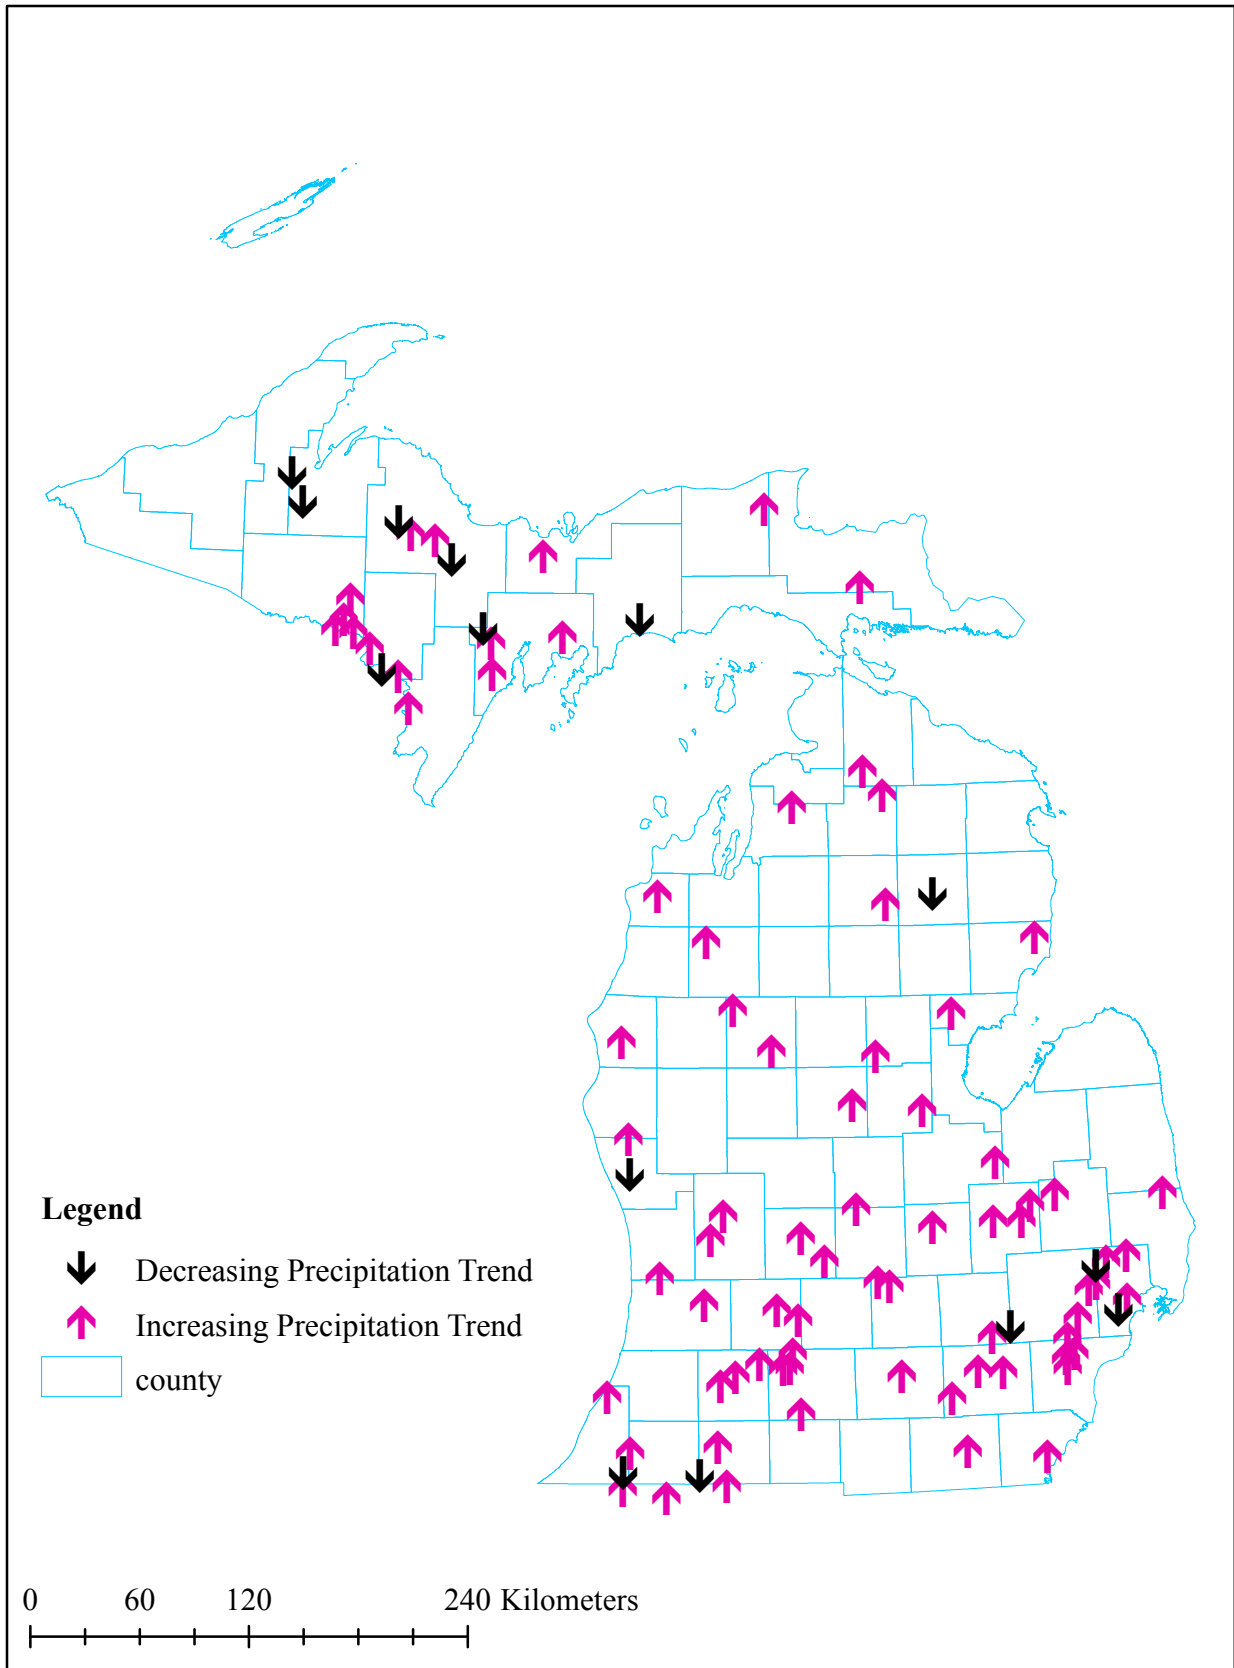 Legend
Decreasing Precipitation Trend
Increasing Precipitation Trend
county
0 60 120 240 Kilometers